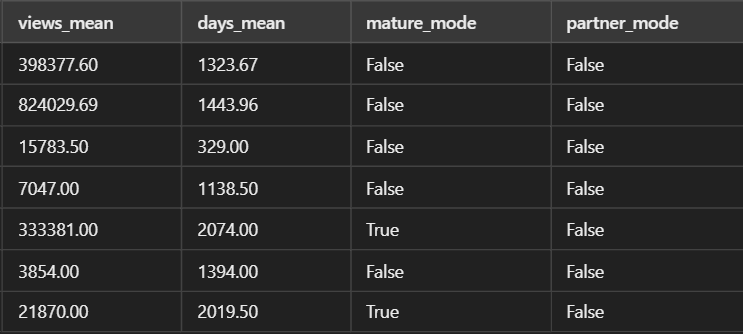 views_mean days_mean mature_mode partner_mode
398377.60 1323.67 False False
824029.69 1443.96 False False
15783.50 329.00 False False
7047.00 1138.50 False False
333381.00 2074.00 True False
3854.00 1394.00 False False
21870.00 2019.50 True False